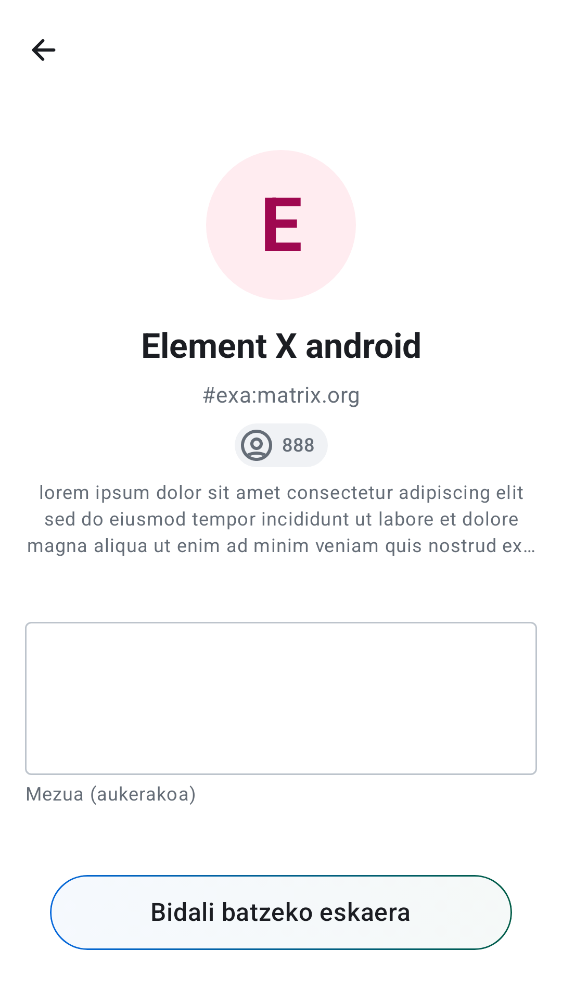 E
Element X android
#exa:matrix.org
888
lorem ipsum dolor sit amet consectetur adipiscing elit
sed do eiusmod tempor incididunt ut labore et dolore
magna aliqua ut enim ad minim veniam quis nostrud ex…
Mezua (aukerakoa)
Bidali batzeko eskaera